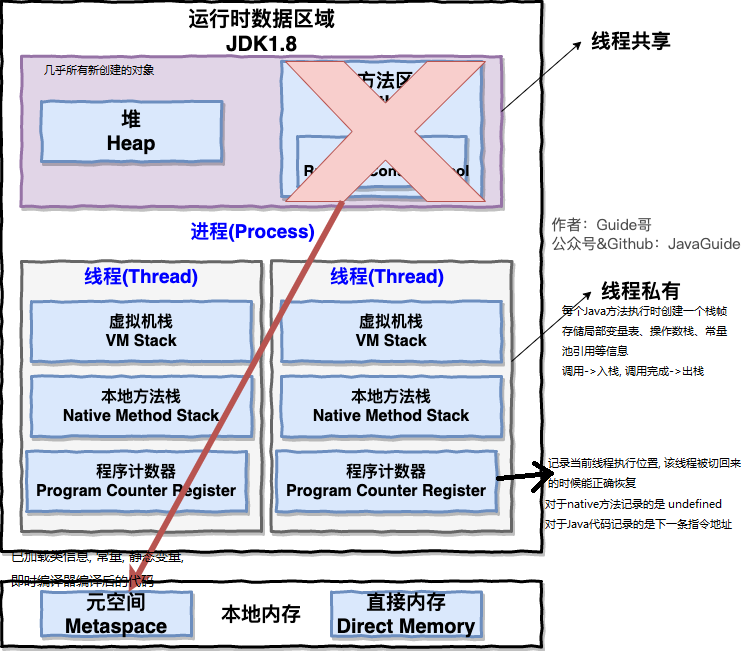 运行时数据区域
JDK1.8
线程共享
几乎所有新创建的对象
方法区
堆
Heap
进程(Process)
作者：Guide哥
公众号&Github：JavaGuide
线程(Thread)
线程(Thread)
线程私有
每个Java方法执行时创建一个栈帧
存储局部变量表、操作数栈、常量
池引用等信息
调用->入栈, 调用完成->出栈
虚拟机栈
VM Stack
虚拟机栈
VM Stack
本地方法栈
Native Method Stack
本地方法栈
Native Method Stack
程序计数器
Program Counter Register
程序计数器
Program Counter Register
记录当前线程执行位置, 该线程被切回来
的时候能正确恢复
对于native方法记录的是 undefined
对于Java代码记录的是下一条指令地址
已加载类信息, 常量, 静态变量,
即时编译器编译后的代码
元空间
Metaspace
本地内存
直接内存
Direct Memory